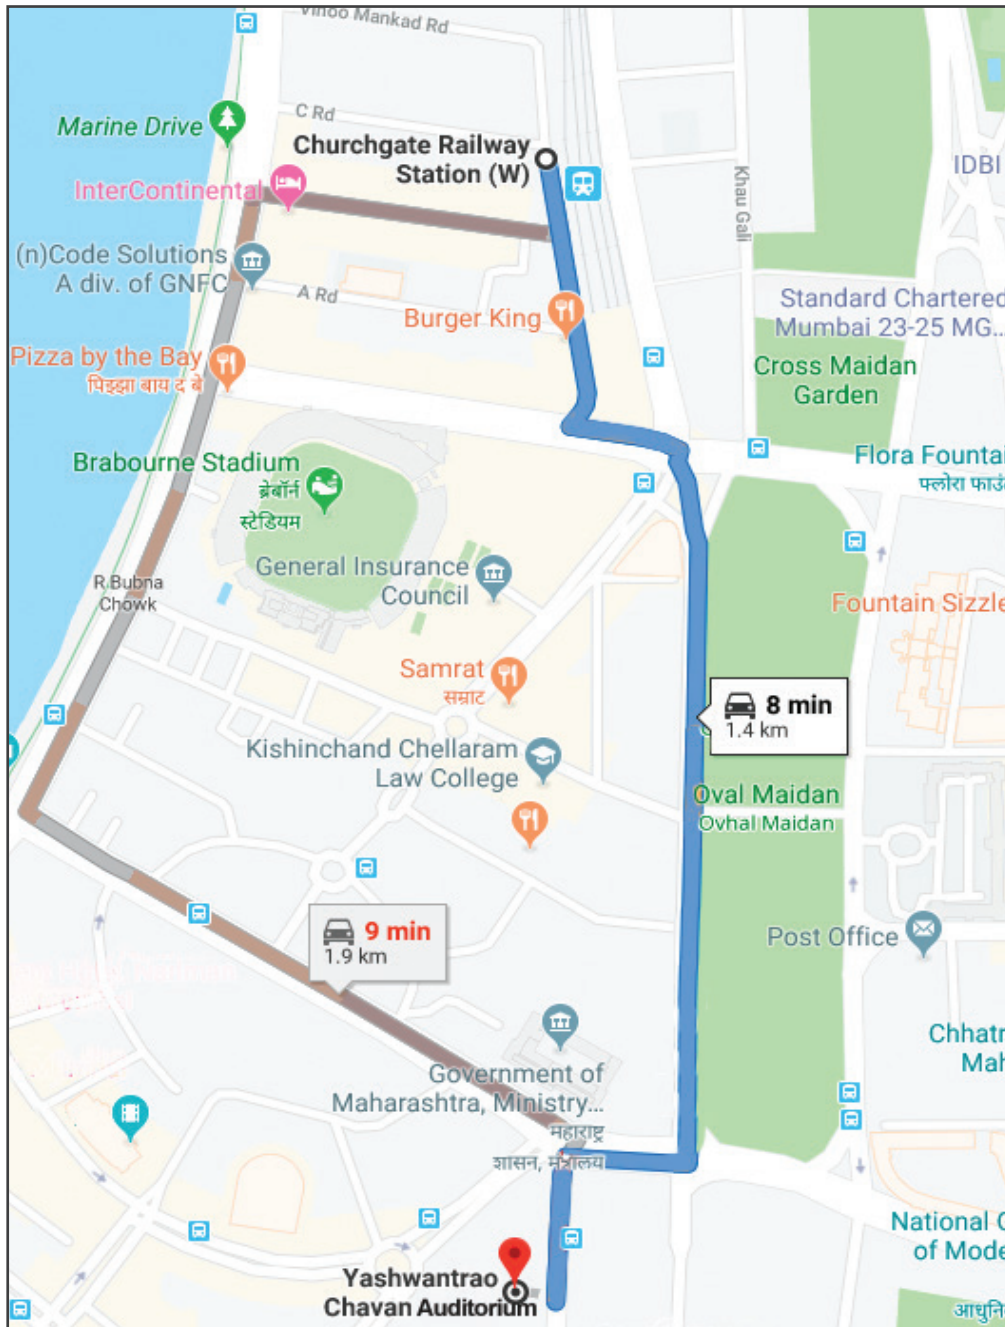 Vinoo Mankad Rd
C Rd
Marine Drive
Churchgate Railway
Station (W)
IDBI
Khau Gali
InterContinental
(n)Code Solutions
A div. of GNFC
A Rd
Burger King
Standard Chartered
Mumbai 23-25 MG...
Pizza by the Bay
पिझ्झा बाय द बे
Cross Maidan
Garden
Brabourne Stadium
ब्रेबॉर्न
स्टेडियम
Flora Fountai
फ्लोरा फाउं
General Insurance
Council
R Bubna
Chowk
Fountain Sizzle
Samrat
सम्राट
8 min
1.4 km
Kishinchand Chellaram
Law College
Oval Maidan
Ovhal Maidan
9 min
1.9 km
Post Office
Chhatr
Mah
Government of
Maharashtra, Ministry...
महाराष्ट्र
शासन, मंत्रालय
National G
of Mode
Yashwantrao
Chavan Auditorium
आधुनि